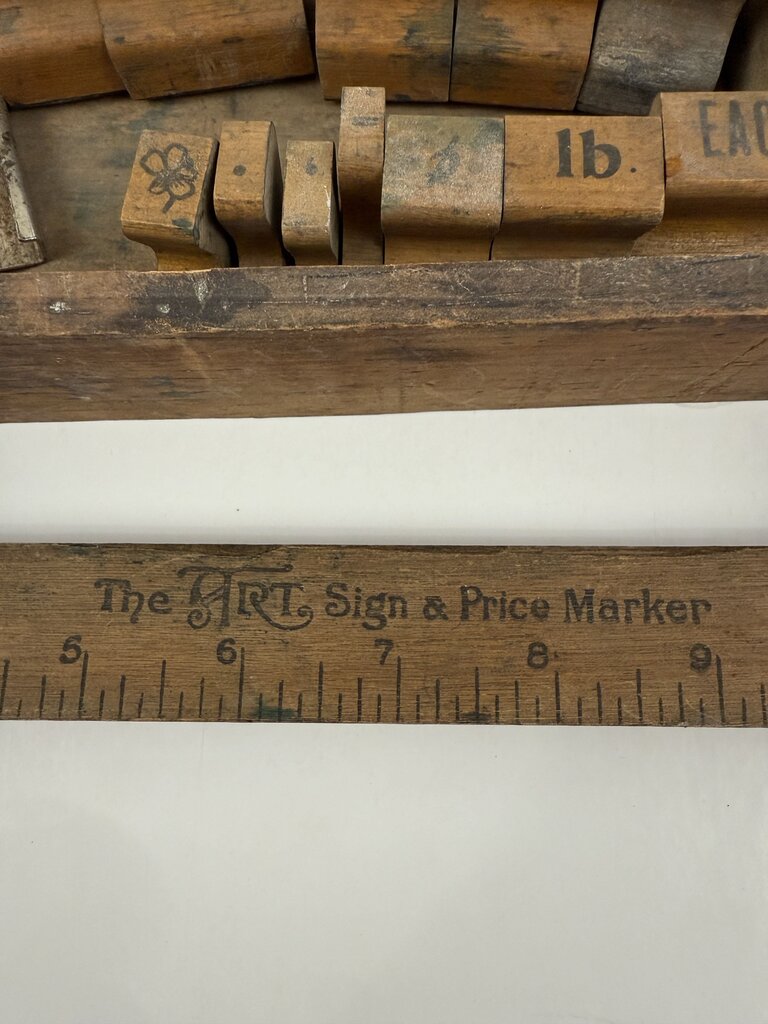 lb.
EAC
The ART Sign & Price Marker
5 6 7 8 9